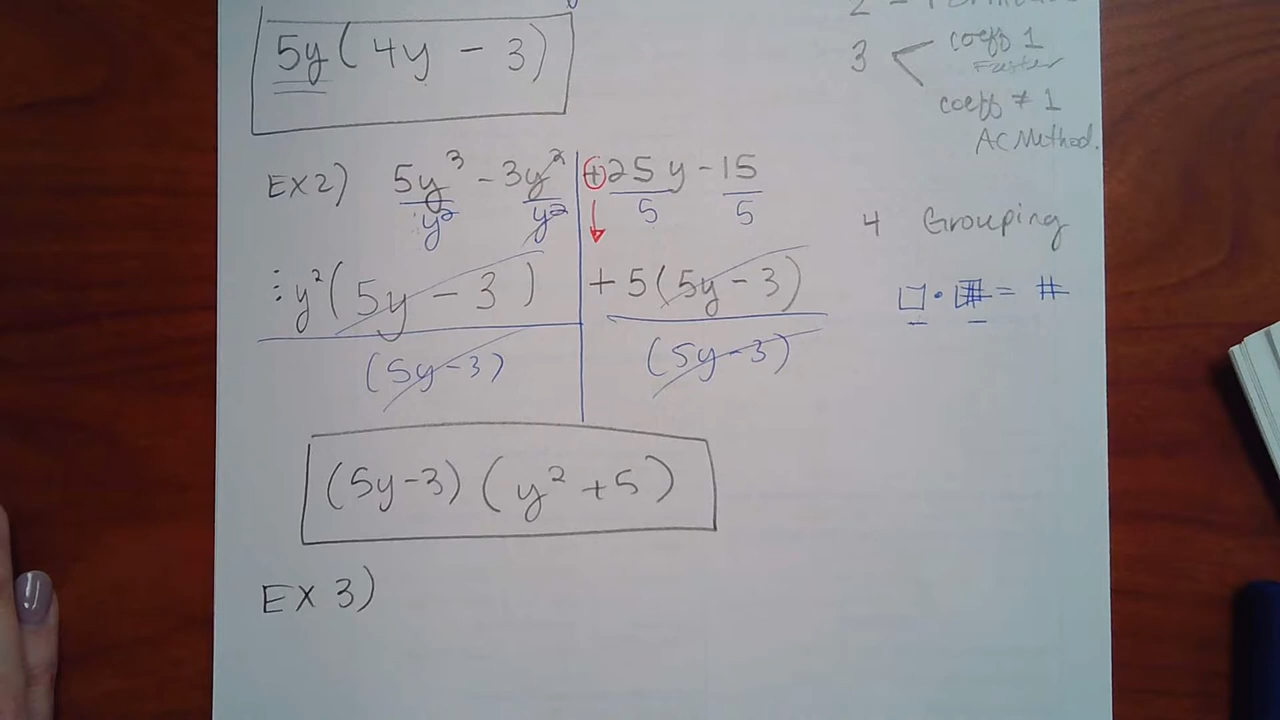 5y(4y - 3)
EX2) 5y³ - 3y² + 25y - 15
y² y² 5 5
y²(5y - 3) + 5(5y - 3)
(5y-3) (5y-3)
(5y-3)(y²+5)
EX 3)
2 -
3 < coeff 1
Faster
coeff ≠ 1
AC Method.
4 Grouping
□ · # = #